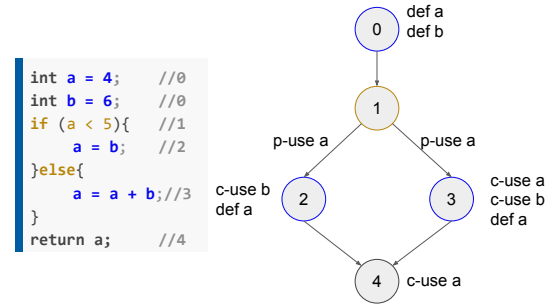 int a = 4;     //0
int b = 6;     //0
if (a < 5){   //1
     a = b;    //2
}else{
     a = a + b;//3
}
return a;      //4
0
def a
def b
1
p-use a
p-use a
c-use b
def a
2
3
c-use a
c-use b
def a
4
c-use a